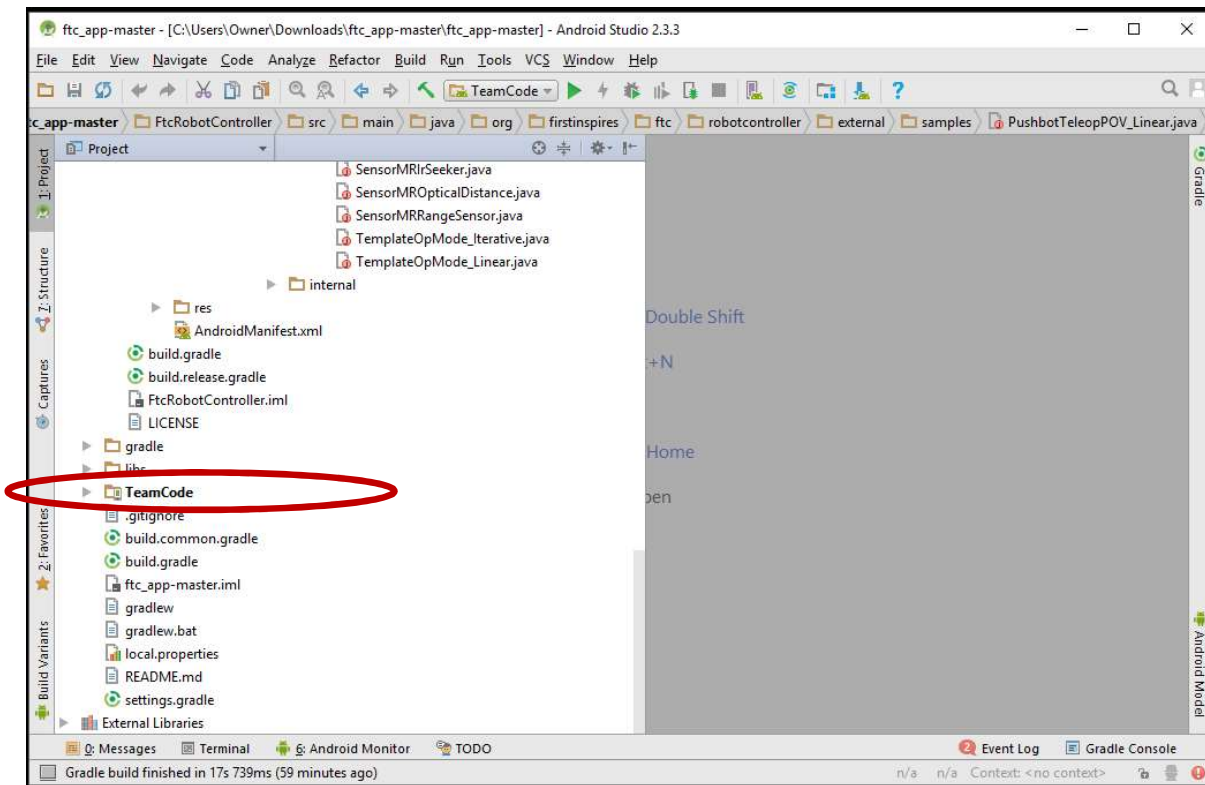 ftc_app-master - [C:\Users\Owner\Downloads\ftc_app-master\ftc_app-master] - Android Studio 2.3.3
File Edit View Navigate Code Analyze Refactor Build Run Tools VCS Window Help
TeamCode
tc_app-master FtcRobotController src main java org firstinspires ftc robotcontroller external samples PushbotTeleopPOV_Linear.java
Project
1: Project
Z: Structure
Captures
2: Favorites
Build Variants
SensorMRIrSeeker.java
SensorMROpticalDistance.java
SensorMRRangeSensor.java
TemplateOpMode_Iterative.java
TemplateOpMode_Linear.java
internal
res
AndroidManifest.xml
build.gradle
build.release.gradle
FtcRobotController.iml
LICENSE
gradle
libs
TeamCode
.gitignore
build.common.gradle
build.gradle
ftc_app-master.iml
gradlew
gradlew.bat
local.properties
README.md
settings.gradle
External Libraries
Double Shift
+N
Home
pen
Gradle
Android Model
0: Messages Terminal 6: Android Monitor TODO 2 Event Log Gradle Console
Gradle build finished in 17s 739ms (59 minutes ago) n/a n/a Context: <no context>